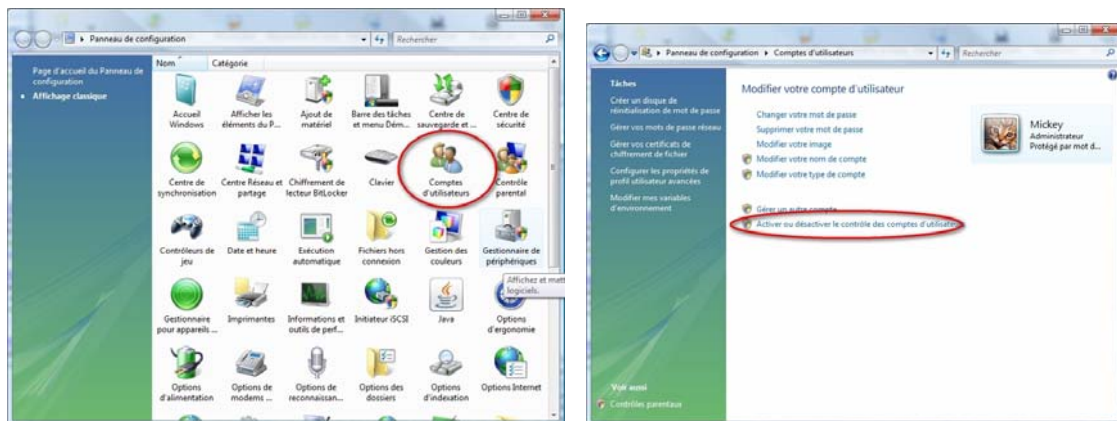 Panneau de configuration
Rechercher
Page d'accueil du Panneau de
configuration
Affichage classique
Nom Catégorie
Accueil
Windows
Afficher les
éléments du P...
Ajout de
matériel
Barre des tâches
et menu Dém...
Centre de
sauvegarde et ...
Centre de
sécurité
Centre de
synchronisation
Centre Réseau et
partage
Chiffrement de
lecteur BitLocker
Clavier
Comptes
d'utilisateurs
Contrôle
parental
Contrôleurs de
jeu
Date et heure
Exécution
automatique
Fichiers hors
connexion
Gestion des
couleurs
Gestionnaire de
périphériques
Affichez et mett
logiciels.
Gestionnaire
pour appareils ...
Imprimantes
Informations et
outils de perf...
Initiateur iSCSI
Java
Options
d'ergonomie
Options
d'alimentation
Options de
modems ...
Options de
reconnaissan...
Options des
dossiers
Options
d'indexation
Options Internet
Panneau de configuration Comptes d'utilisateurs
Rechercher
Tâches
Créer un disque de
réinitialisation de mot de passe
Gérer vos mots de passe réseau
Gérer vos certificats de
chiffrement de fichier
Configurer les propriétés de
profil utilisateur avancées
Modifier mes variables
d'environnement
Voir aussi
Contrôles parentaux
Modifier votre compte d'utilisateur
Changer votre mot de passe
Supprimer votre mot de passe
Modifier votre image
Modifier votre nom de compte
Modifier votre type de compte
Gérer un autre compte
Activer ou désactiver le contrôle des comptes d'utilisateurs
Mickey
Administrateur
Protégé par mot d...